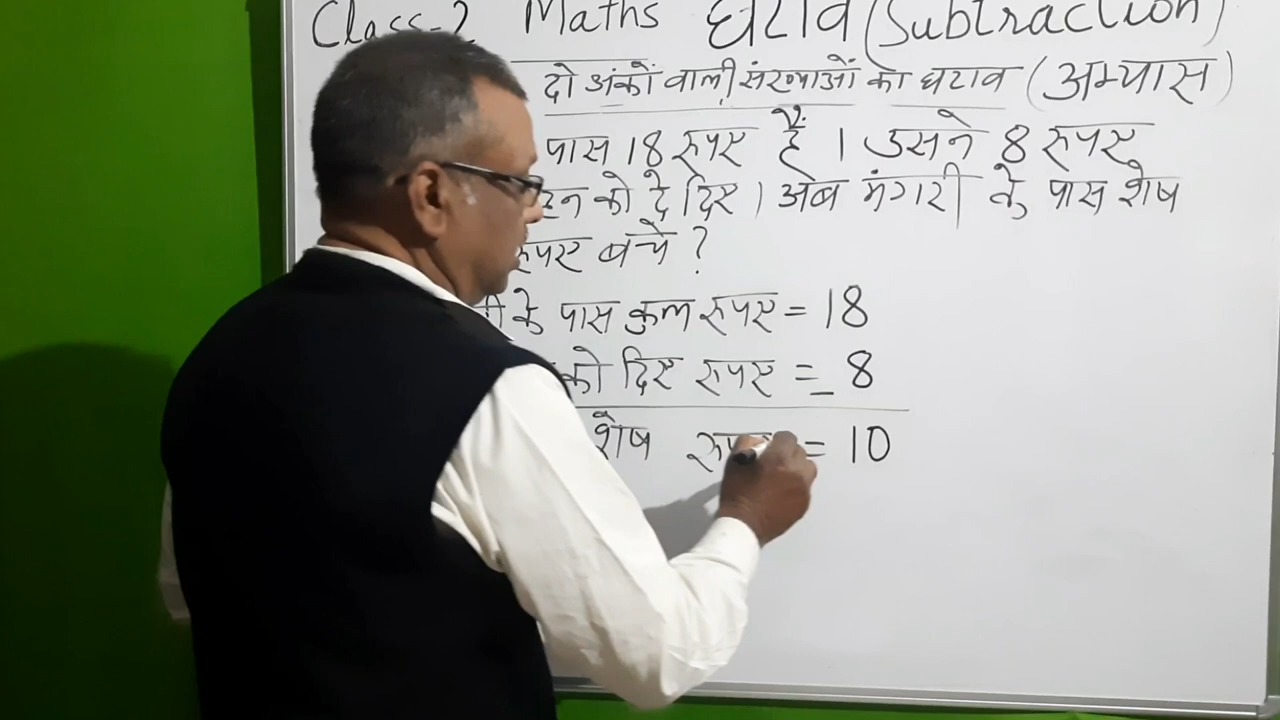 Class-2 Maths घटाव (Subtraction)
दो अंकों वाली संख्याओं का घटाव (अभ्यास)
पास 18 रुपए हैं । उसने 8 रुपए
को दे दिए । अब मंगरी के पास शेष
रुपए बचे ?
के पास कुल रुपए = 18
को दिए रुपए = - 8
शेष = 10